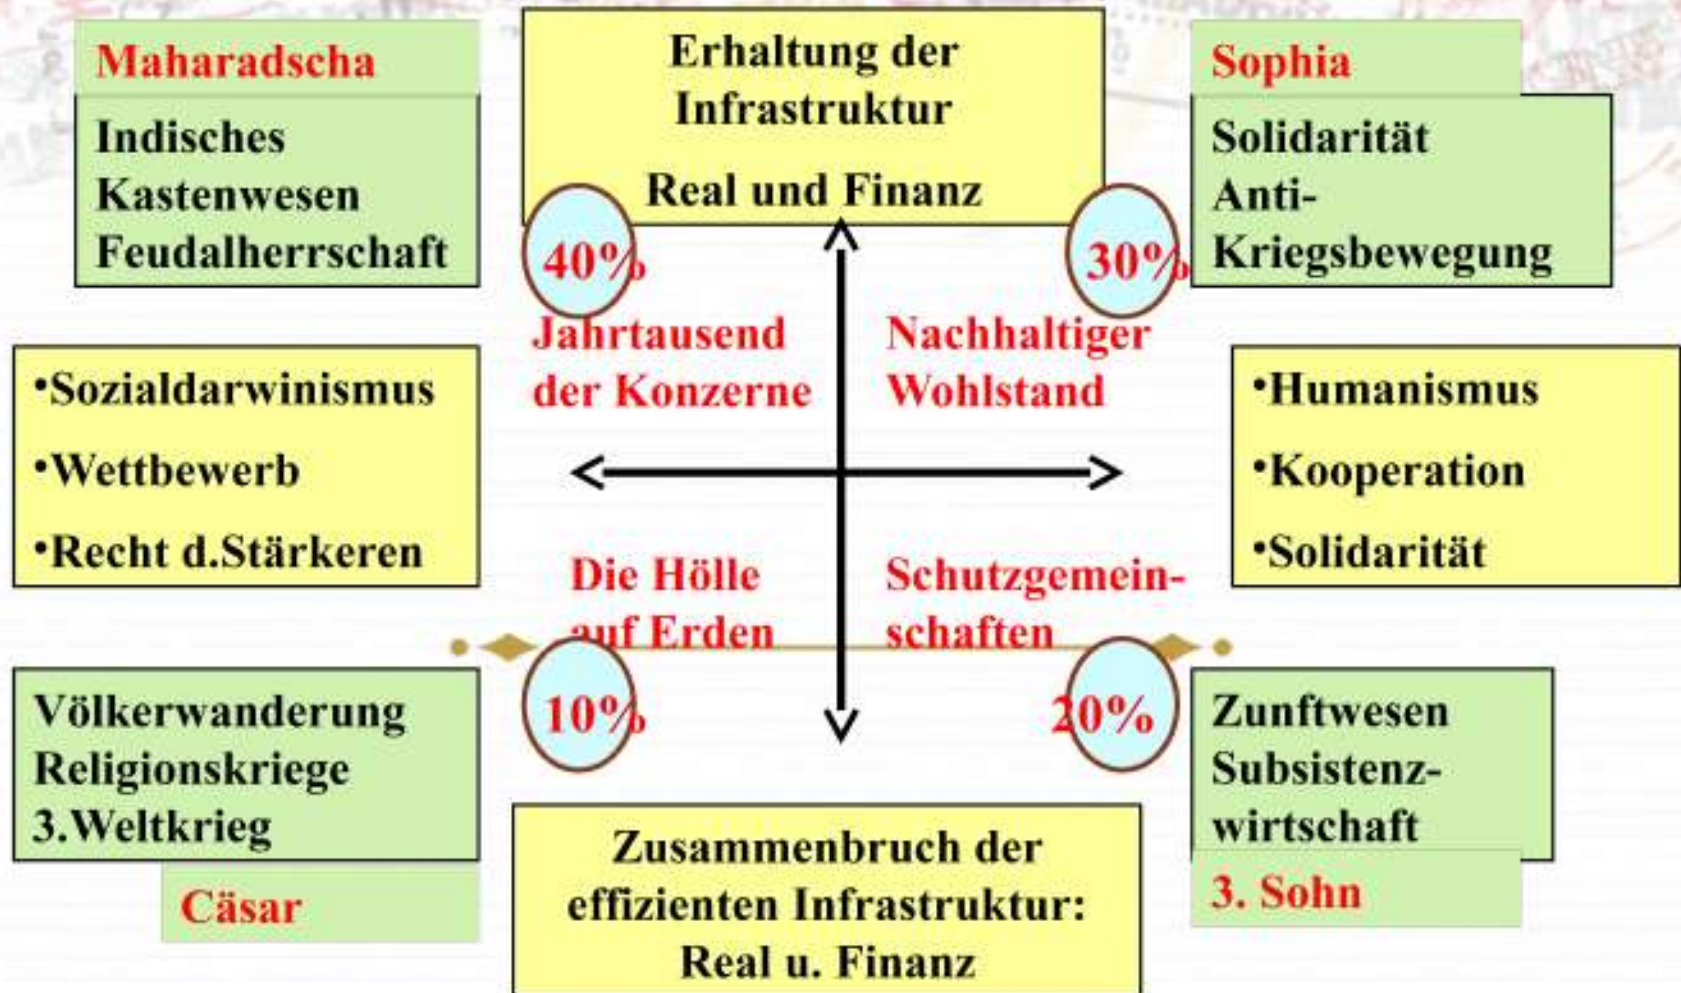 Maharadscha
Indisches
Kastenwesen
Feudalherrschaft
Erhaltung der
Infrastruktur
Real und Finanz
Sophia
Solidarität
Anti-
Kriegsbewegung
40%
30%
Jahrtausend
der Konzerne
Nachhaltiger
Wohlstand
•Sozialdarwinismus
•Wettbewerb
•Recht d.Stärkeren
•Humanismus
•Kooperation
•Solidarität
Die Hölle
auf Erden
Schutzgemein-
schaften
10%
20%
Völkerwanderung
Religionskriege
3.Weltkrieg
Cäsar
Zusammenbruch der
effizienten Infrastruktur:
Real u. Finanz
Zunftwesen
Subsistenz-
wirtschaft
3. Sohn